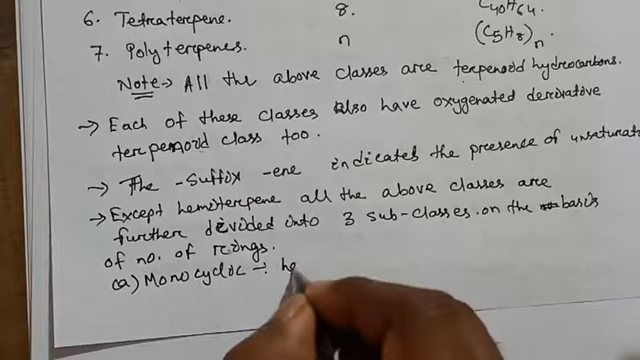 6. Tetraterpene. 8. C40H64.
7. Polyterpenes. n (C5H8)n
Note → All the above classes are terpenoid hydrocarbons.
→ Each of these classes also have oxygenated derivative
terpenoid class too.
→ The -Suffix -ene indicates the presence of unsaturat
→ Except hemiterpene all the above classes are
further divided into 3 sub-classes. on the basis
of no. of rings.
(a) Monocyclic → he